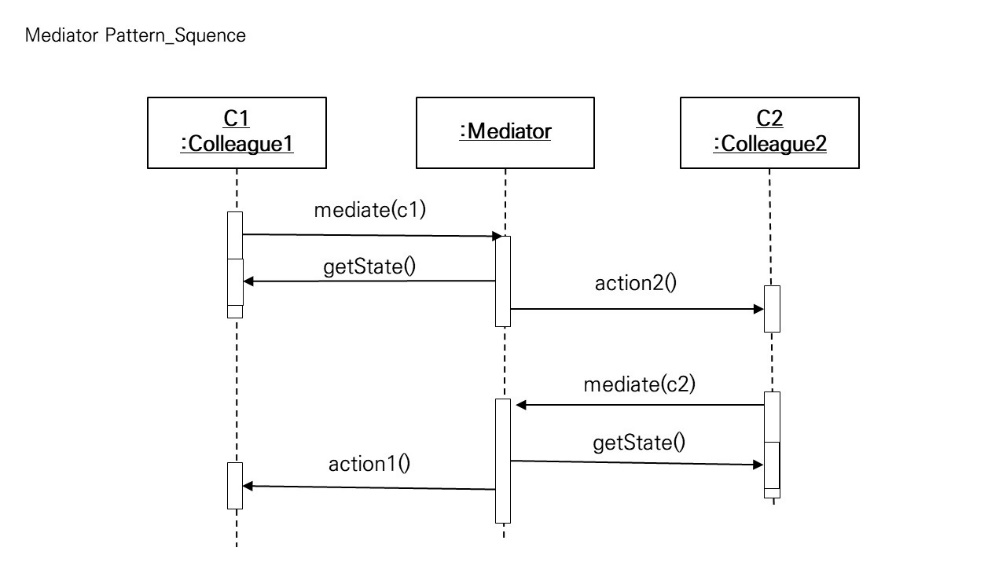 Mediator Pattern_Squence
C1
:Colleague1
:Mediator
C2
:Colleague2
mediate(c1)
getState()
action2()
mediate(c2)
getState()
action1()